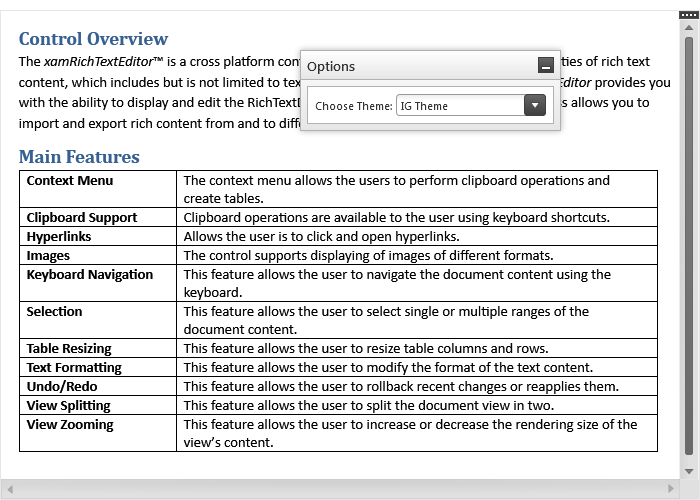 Control Overview
The xamRichTextEditor™ is a cross platform ties of rich text
content, which includes but is not limited to Editor provides you
with the ability to display and edit the allows you to
import and export rich content from and to
Options
Choose Theme: IG Theme
Main Features
Context Menu The context menu allows the users to perform clipboard operations and
create tables.
Clipboard Support Clipboard operations are available to the user using keyboard shortcuts.
Hyperlinks Allows the user is to click and open hyperlinks.
Images The control supports displaying of images of different formats.
Keyboard Navigation This feature allows the user to navigate the document content using the
keyboard.
Selection This feature allows the user to select single or multiple ranges of the
document content.
Table Resizing This feature allows the user to resize table columns and rows.
Text Formatting This feature allows the user to modify the format of the text content.
Undo/Redo This feature allows the user to rollback recent changes or reapplies them.
View Splitting This feature allows the user to split the document view in two.
View Zooming This feature allows the user to increase or decrease the rendering size of the
view's content.